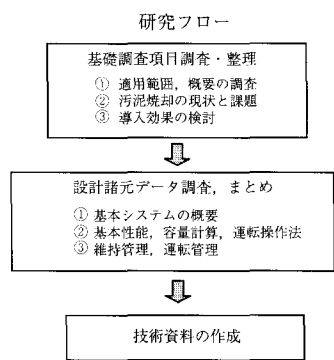 研究フロー
基礎調査項目調査・整理
① 適用範囲，概要の調査
② 汚泥焼却の現状と課題
③ 導入効果の検討
設計諸元データ調査，まとめ
① 基本システムの概要
② 基本性能，容量計算，運転操作法
③ 維持管理，運転管理
技術資料の作成